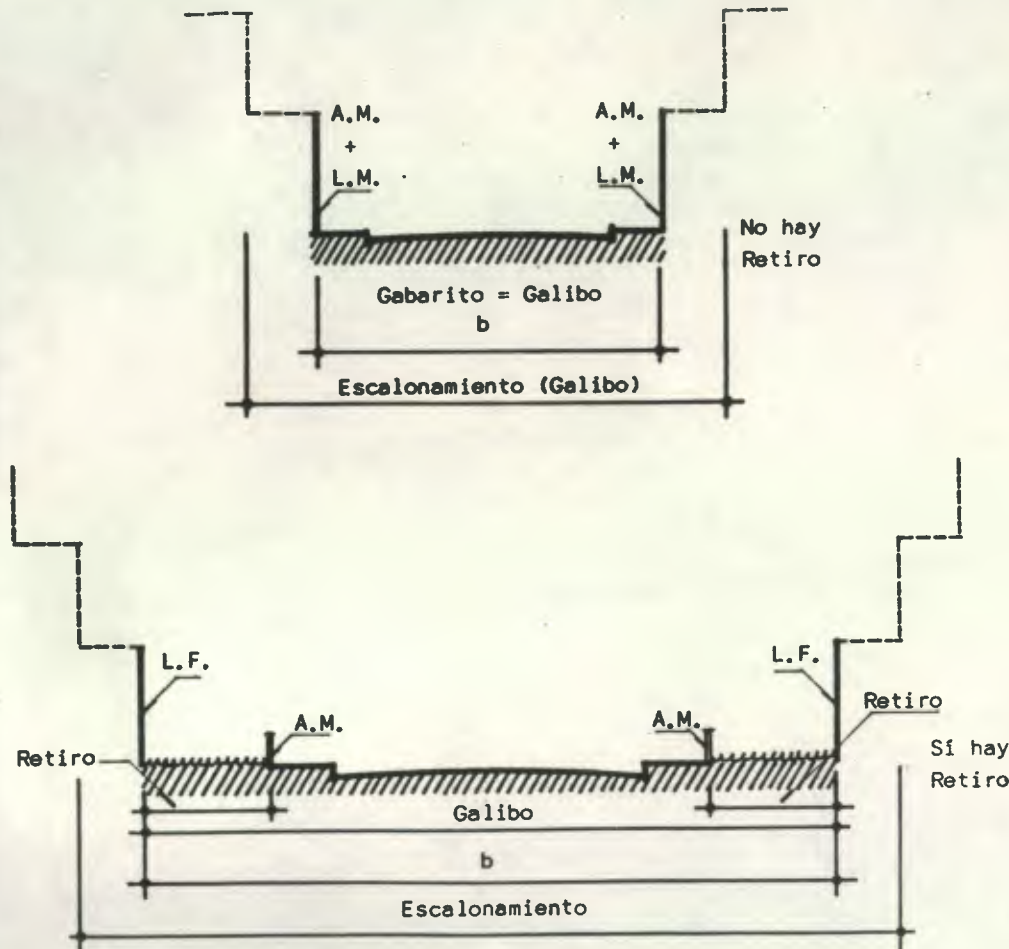 A.M.
+
L.M.
A.M.
+
L.M.
No hay
Retiro
Gabarito = Galibo
b
Escalonamiento (Galibo)
L.F.
L.F.
A.M.
A.M.
Retiro
Retiro
Sí hay
Retiro
Galibo
b
Escalonamiento